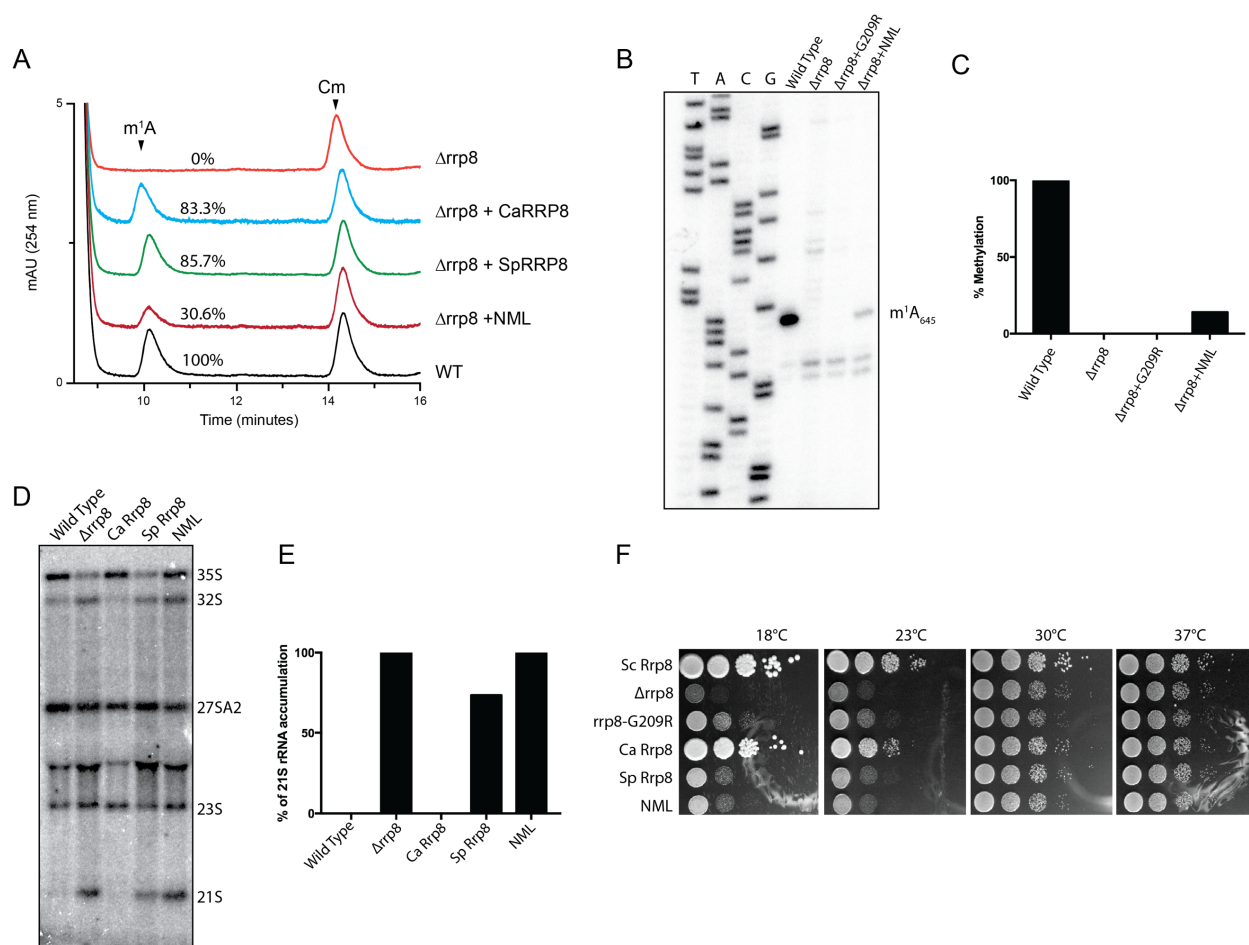 A
5
mAU (254 nm)
0
m¹A
Cm
0%
Δrrp8
83.3%
Δrrp8 + CaRRP8
85.7%
Δrrp8 + SpRRP8
30.6%
Δrrp8 +NML
100%
WT
10
12
14
16
Time (minutes)
B
T A C G
Wild Type
Δrrp8
Δrrp8+G209R
Δrrp8+NML
m¹A₆₄₅
C
% Methylation
100
50
0
Wild Type
Δrrp8
Δrrp8+G209R
Δrrp8+NML
D
Wild Type
Δrrp8
Ca Rrp8
Sp Rrp8
NML
35S
32S
27SA2
23S
21S
E
% of 21S rRNA accumulation
100
50
0
Wild Type
Δrrp8
Ca Rrp8
Sp Rrp8
NML
F
18°C 23°C 30°C 37°C
Sc Rrp8
Δrrp8
rrp8-G209R
Ca Rrp8
Sp Rrp8
NML